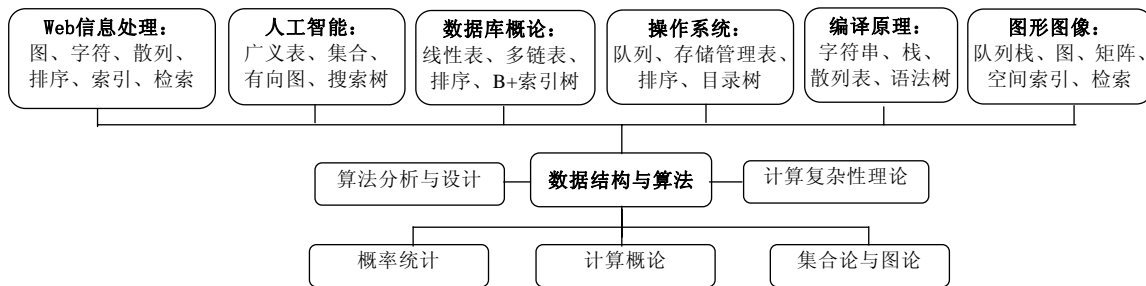 Web信息处理：
图、字符、散列、
排序、索引、检索
人工智能：
广义表、集合、
有向图、搜索树
数据库概论：
线性表、多链表、
排序、B+索引树
操作系统：
队列、存储管理表、
排序、目录树
编译原理：
字符串、栈、
散列表、语法树
图形图像：
队列栈、图、矩阵、
空间索引、检索
算法分析与设计
数据结构与算法
计算复杂性理论
概率统计
计算概论
集合论与图论